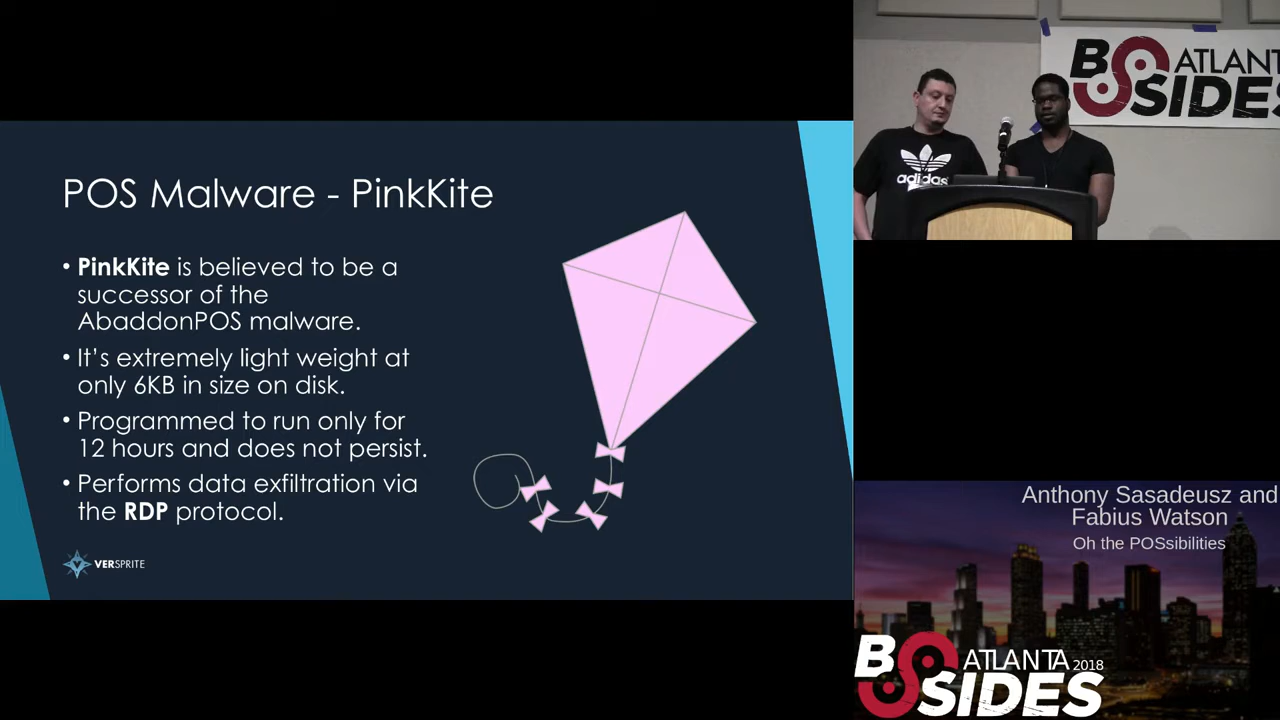 POS Malware - PinkKite
• PinkKite is believed to be a
successor of the
AbaddonPOS malware.
• It’s extremely light weight at
only 6KB in size on disk.
• Programmed to run only for
12 hours and does not persist.
• Performs data exfiltration via
the RDP protocol.
VERSPRITE
BSIDES ATLANTA
adidas
Anthony Sasadeusz and
Fabius Watson
Oh the POSsibilities
BSIDES ATLANTA 2018